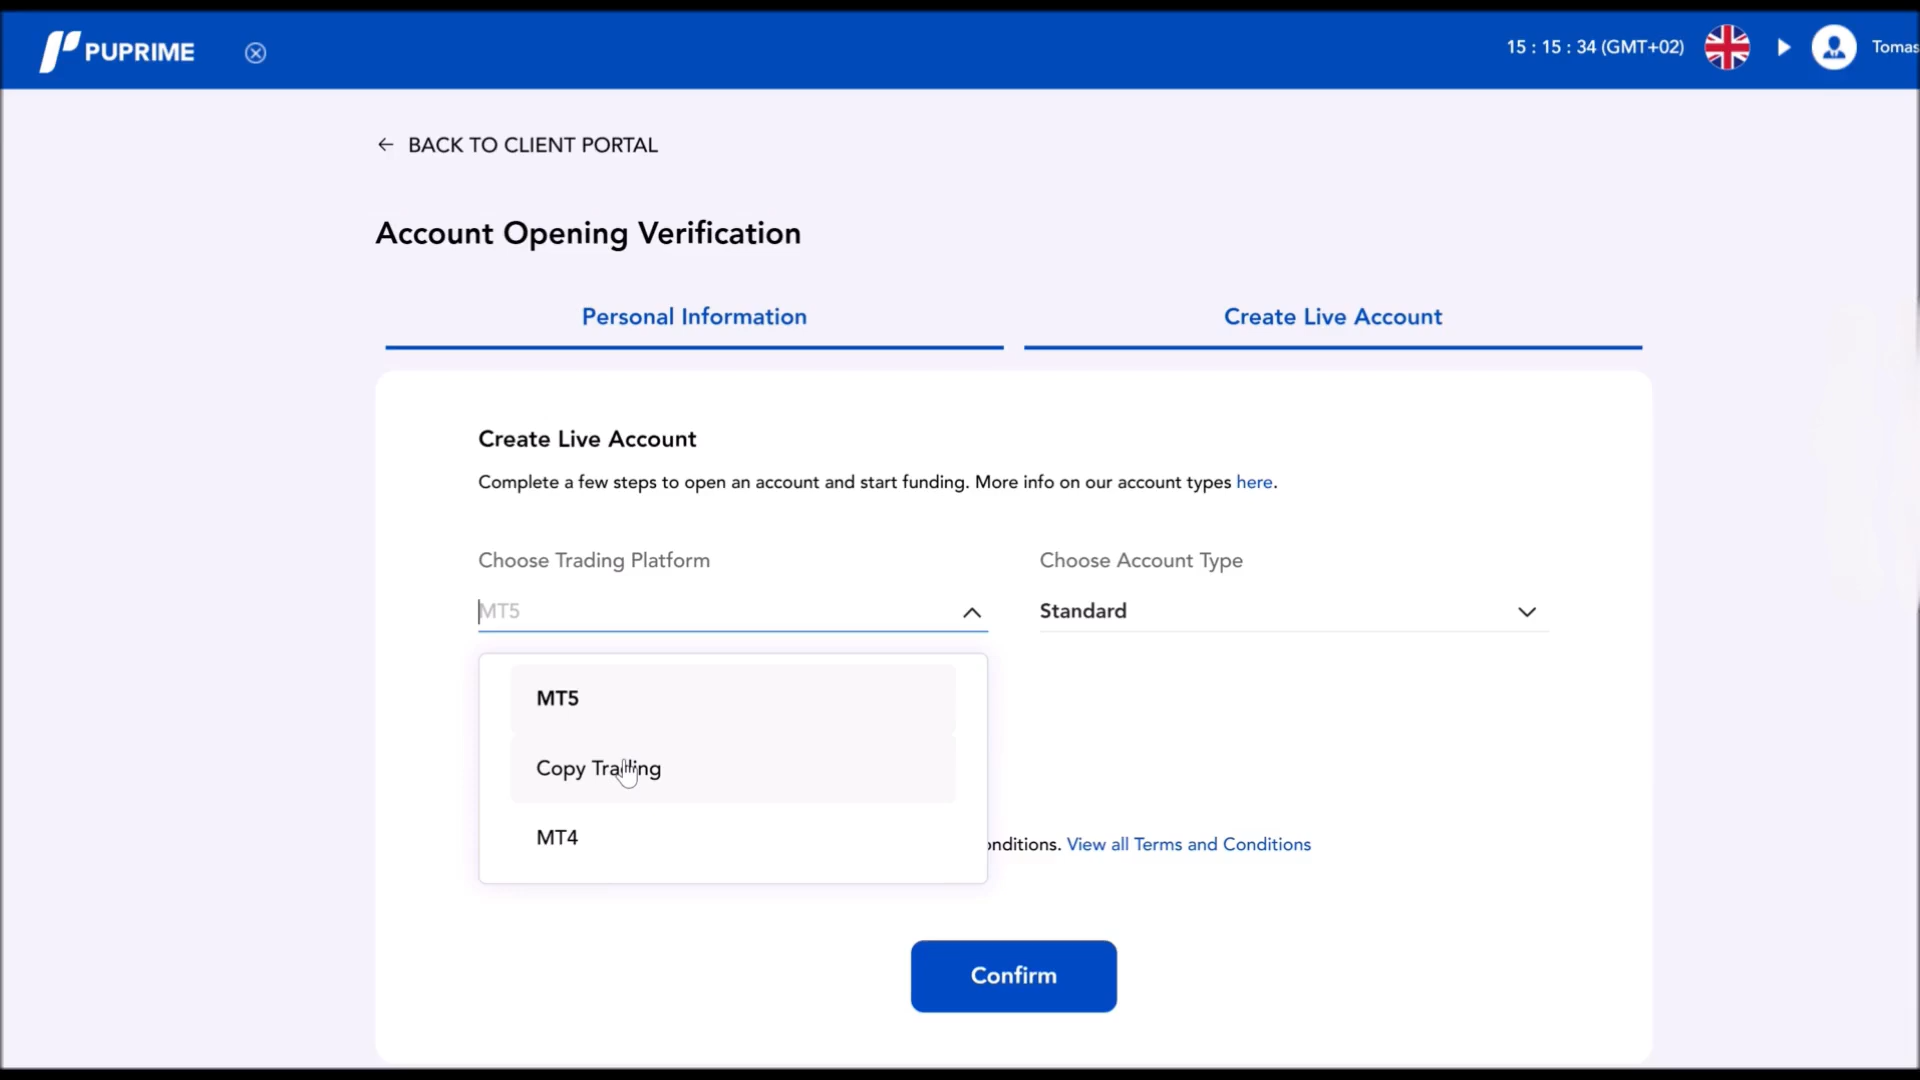 PUPRIME
15 : 15 : 34 (GMT+02)
Tomas
BACK TO CLIENT PORTAL
Account Opening Verification
Personal Information
Create Live Account
Create Live Account
Complete a few steps to open an account and start funding. More info on our account types here.
Choose Trading Platform
Choose Account Type
MT5
Standard
MT5
Copy Trading
MT4
onditions. View all Terms and Conditions
Confirm